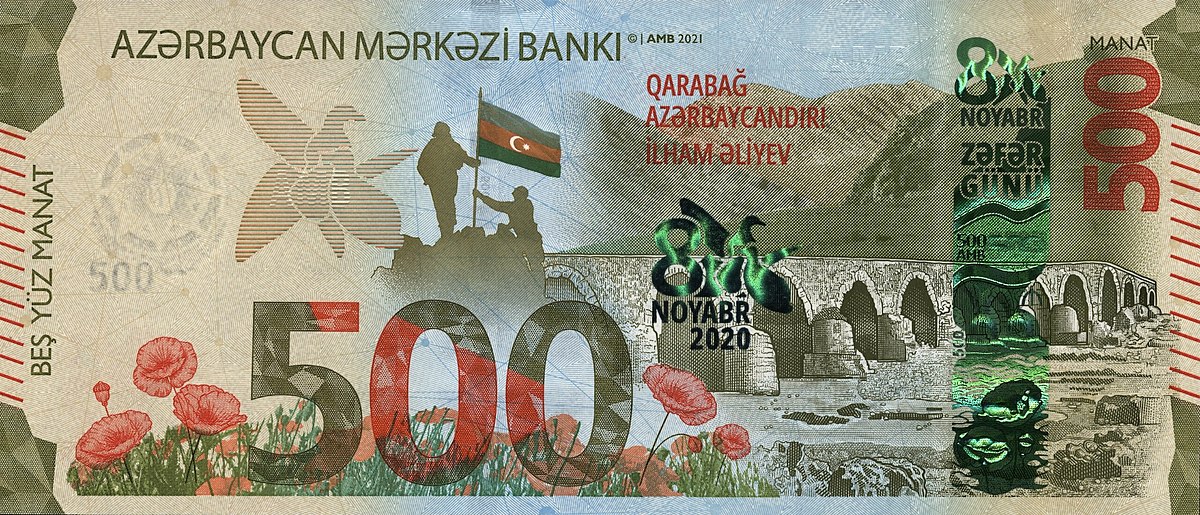 AZƏRBAYCAN MƏRKƏZİ BANKI
© | AMB 2021
MANAT
500
QARABAĞ
AZƏRBAYCANDIR!
İLHAM ƏLİYEV
8
NOYABR
ZƏFƏR
GÜNÜ
500
AMB
500
BEŞ YÜZ MANAT
500
8
NOYABR
2020
500